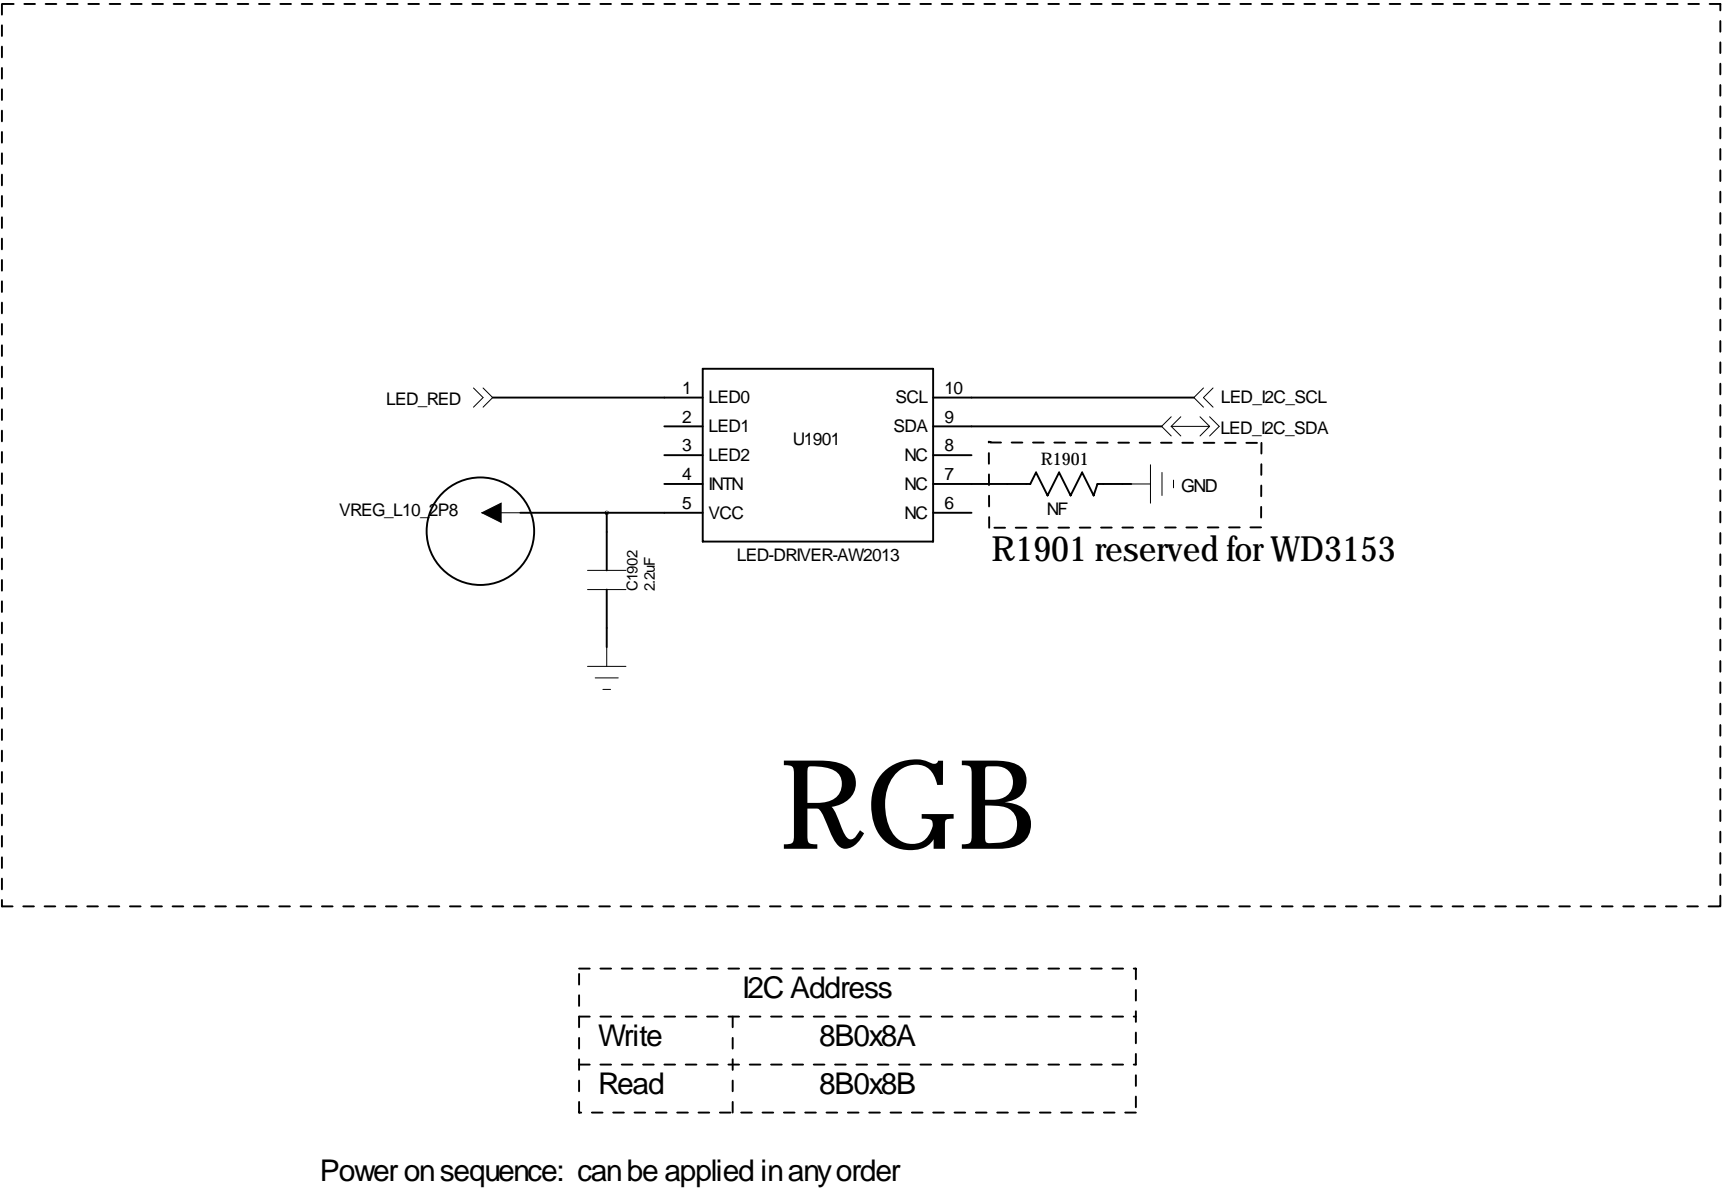 LED_RED
1
LED0
2
LED1
3
LED2
4
INTN
5
VCC
U1901
SCL
10
SDA
9
NC
8
NC
7
NC
6
LED_I2C_SCL
LED_I2C_SDA
R1901
NF
GND
VREG_L10_2P8
LED-DRIVER-AW2013
R1901 reserved for WD3153
C1902
2.2uF
RGB
I2C Address
Write 8B0x8A
Read 8B0x8B
Power on sequence: can be applied in any order